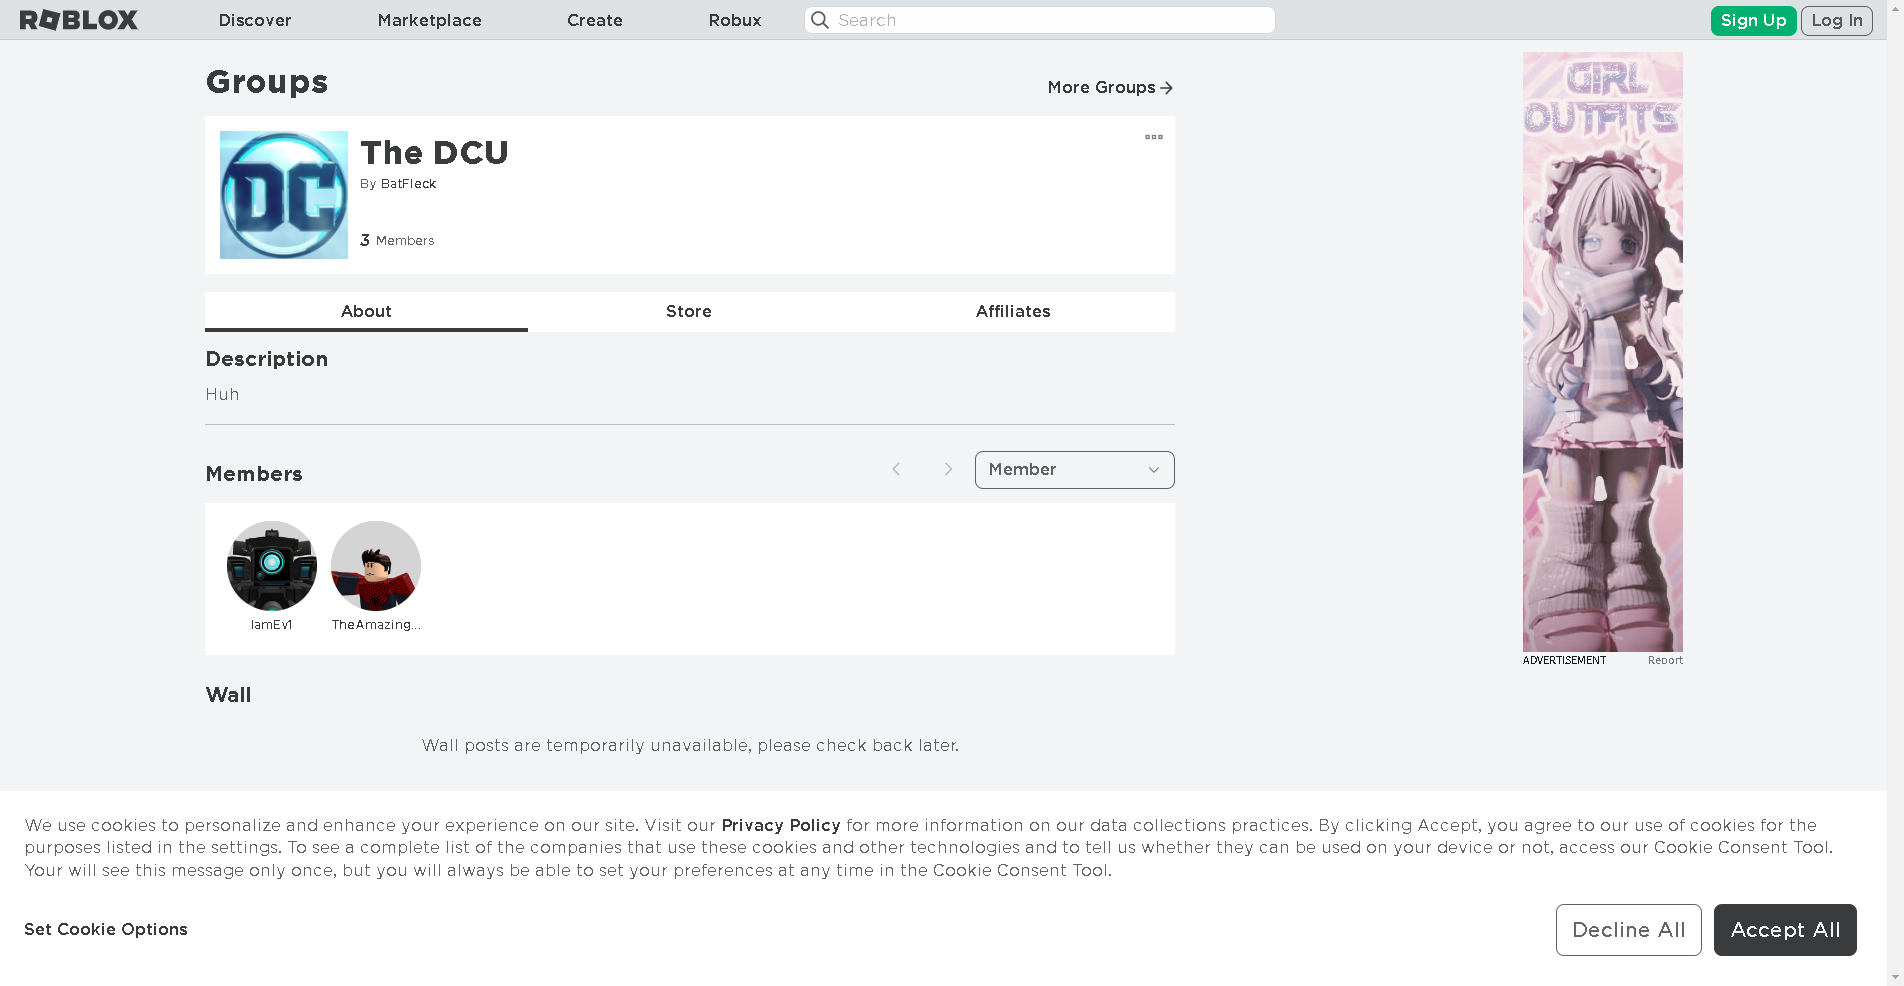 ROBLOX Discover Marketplace Create Robux Search Sign Up Log In
Groups
More Groups
DC
The DCU
By BatFleck
3 Members
About Store Affiliates
Description
Huh
Members
Member
IamEv1 TheAmazing...
Wall
Wall posts are temporarily unavailable, please check back later.
GIRL
OUTFITS
ADVERTISEMENT Report
We use cookies to personalize and enhance your experience on our site. Visit our Privacy Policy for more information on our data collections practices. By clicking Accept, you agree to our use of cookies for the
purposes listed in the settings. To see a complete list of the companies that use these cookies and other technologies and to tell us whether they can be used on your device or not, access our Cookie Consent Tool.
Your will see this message only once, but you will always be able to set your preferences at any time in the Cookie Consent Tool.
Set Cookie Options
Decline All Accept All